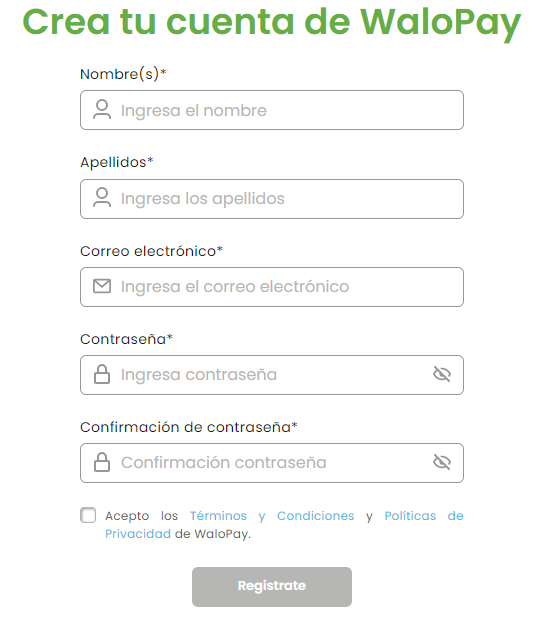 Crea tu cuenta de WaloPay
Nombre(s)*
Ingresa el nombre
Apellidos*
Ingresa los apellidos
Correo electrónico*
Ingresa el correo electrónico
Contraseña*
Ingresa contraseña
Confirmación de contraseña*
Confirmación contraseña
Acepto los Términos y Condiciones y Políticas de
Privacidad de WaloPay.
Registrate